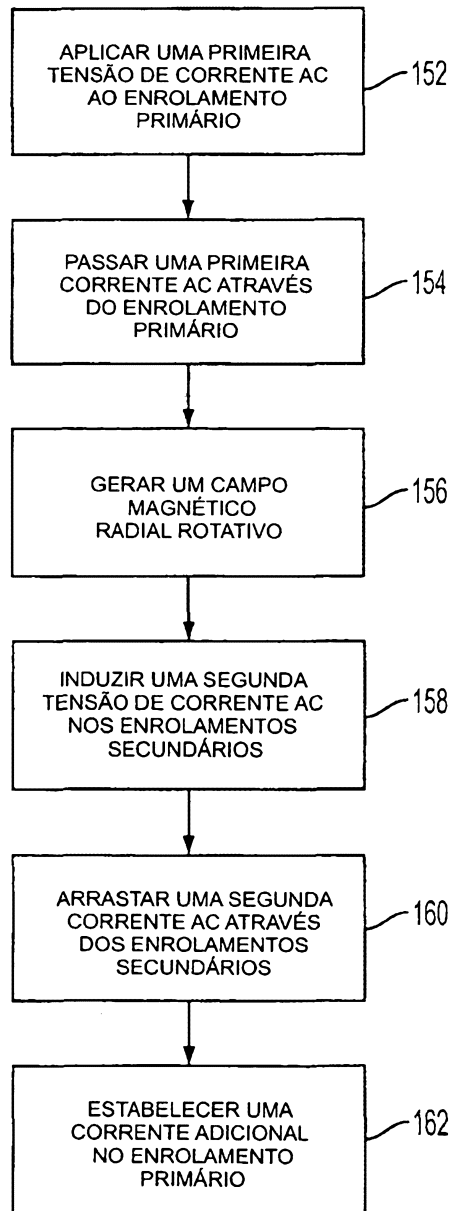 APLICAR UMA PRIMEIRA
TENSÃO DE CORRENTE AC
AO ENROLAMENTO
PRIMÁRIO
152
PASSAR UMA PRIMEIRA
CORRENTE AC ATRAVÉS
DO ENROLAMENTO
PRIMÁRIO
154
GERAR UM CAMPO
MAGNÉTICO
RADIAL ROTATIVO
156
INDUZIR UMA SEGUNDA
TENSÃO DE CORRENTE AC
NOS ENROLAMENTOS
SECUNDÁRIOS
158
ARRASTAR UMA SEGUNDA
CORRENTE AC ATRAVÉS
DOS ENROLAMENTOS
SECUNDÁRIOS
160
ESTABELECER UMA
CORRENTE ADICIONAL
NO ENROLAMENTO
PRIMÁRIO
162